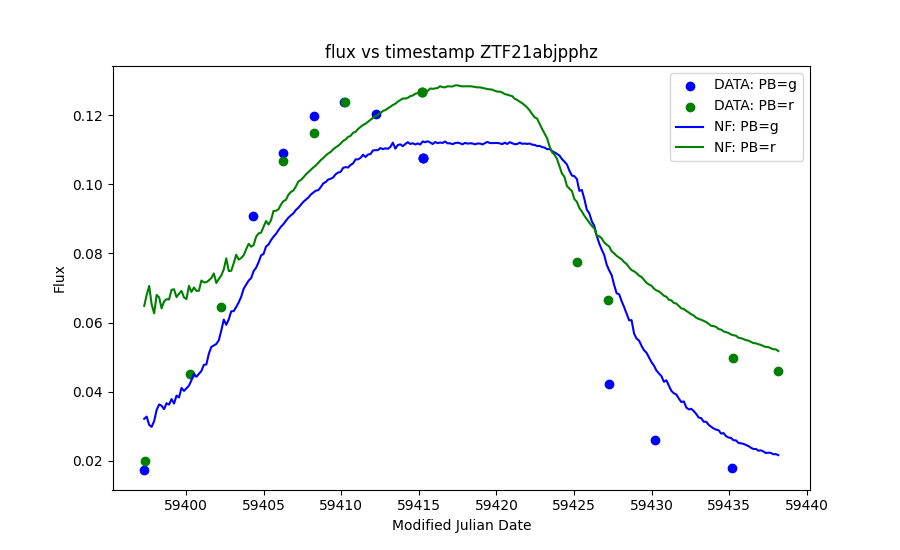 flux vs timestamp ZTF21abjpphz
DATA: PB=g
DATA: PB=r
NF: PB=g
NF: PB=r
0.12
0.10
0.08
0.06
0.04
0.02
Flux
59400 59405 59410 59415 59420 59425 59430 59435 59440
Modified Julian Date